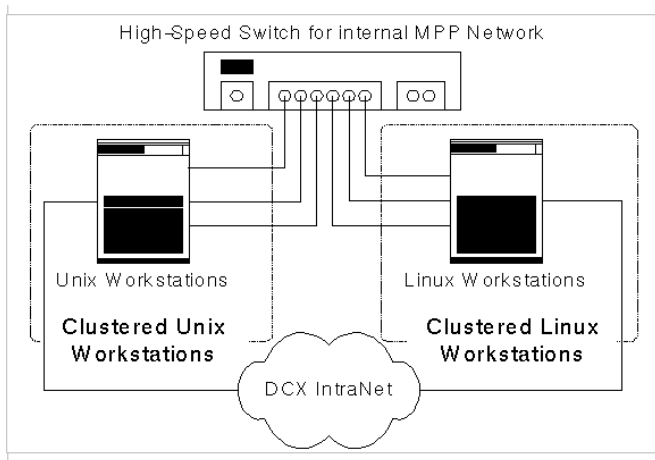 High-Speed Switch for internal MPP Network
Unix Workstations
Clustered Unix
Workstations
Linux Workstations
Clustered Linux
Workstations
DCX IntraNet